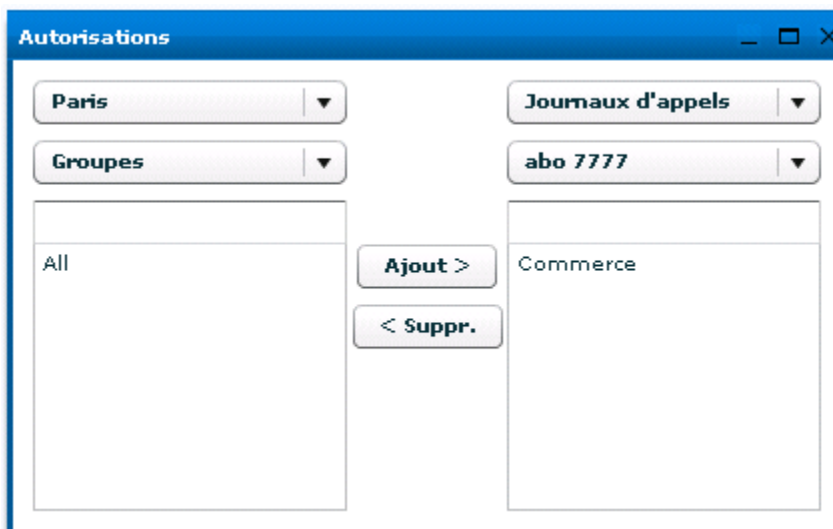 Autorisations
Paris
Journaux d'appels
Groupes
abo 7777
All
Ajout >
Commerce
< Suppr.